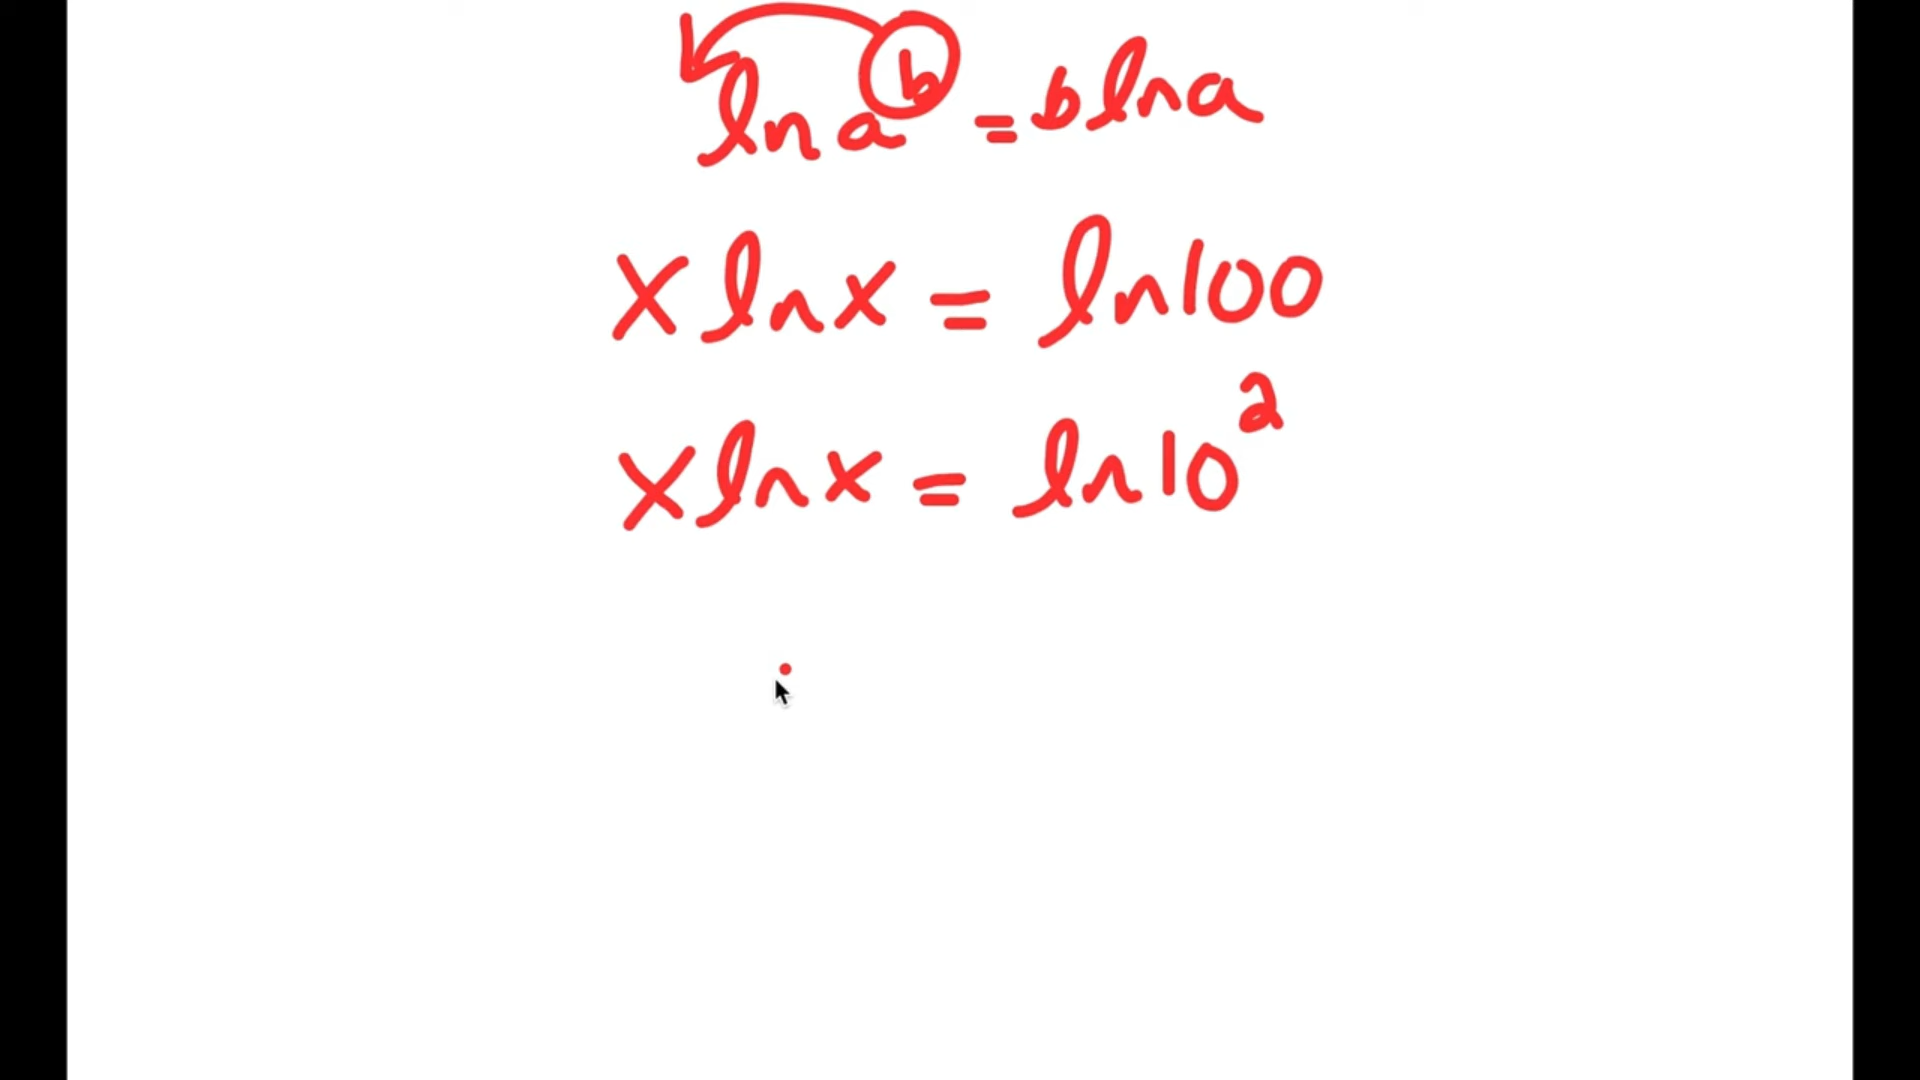 ln a^b = b ln a
x ln x = ln 100
x ln x = ln 10^2